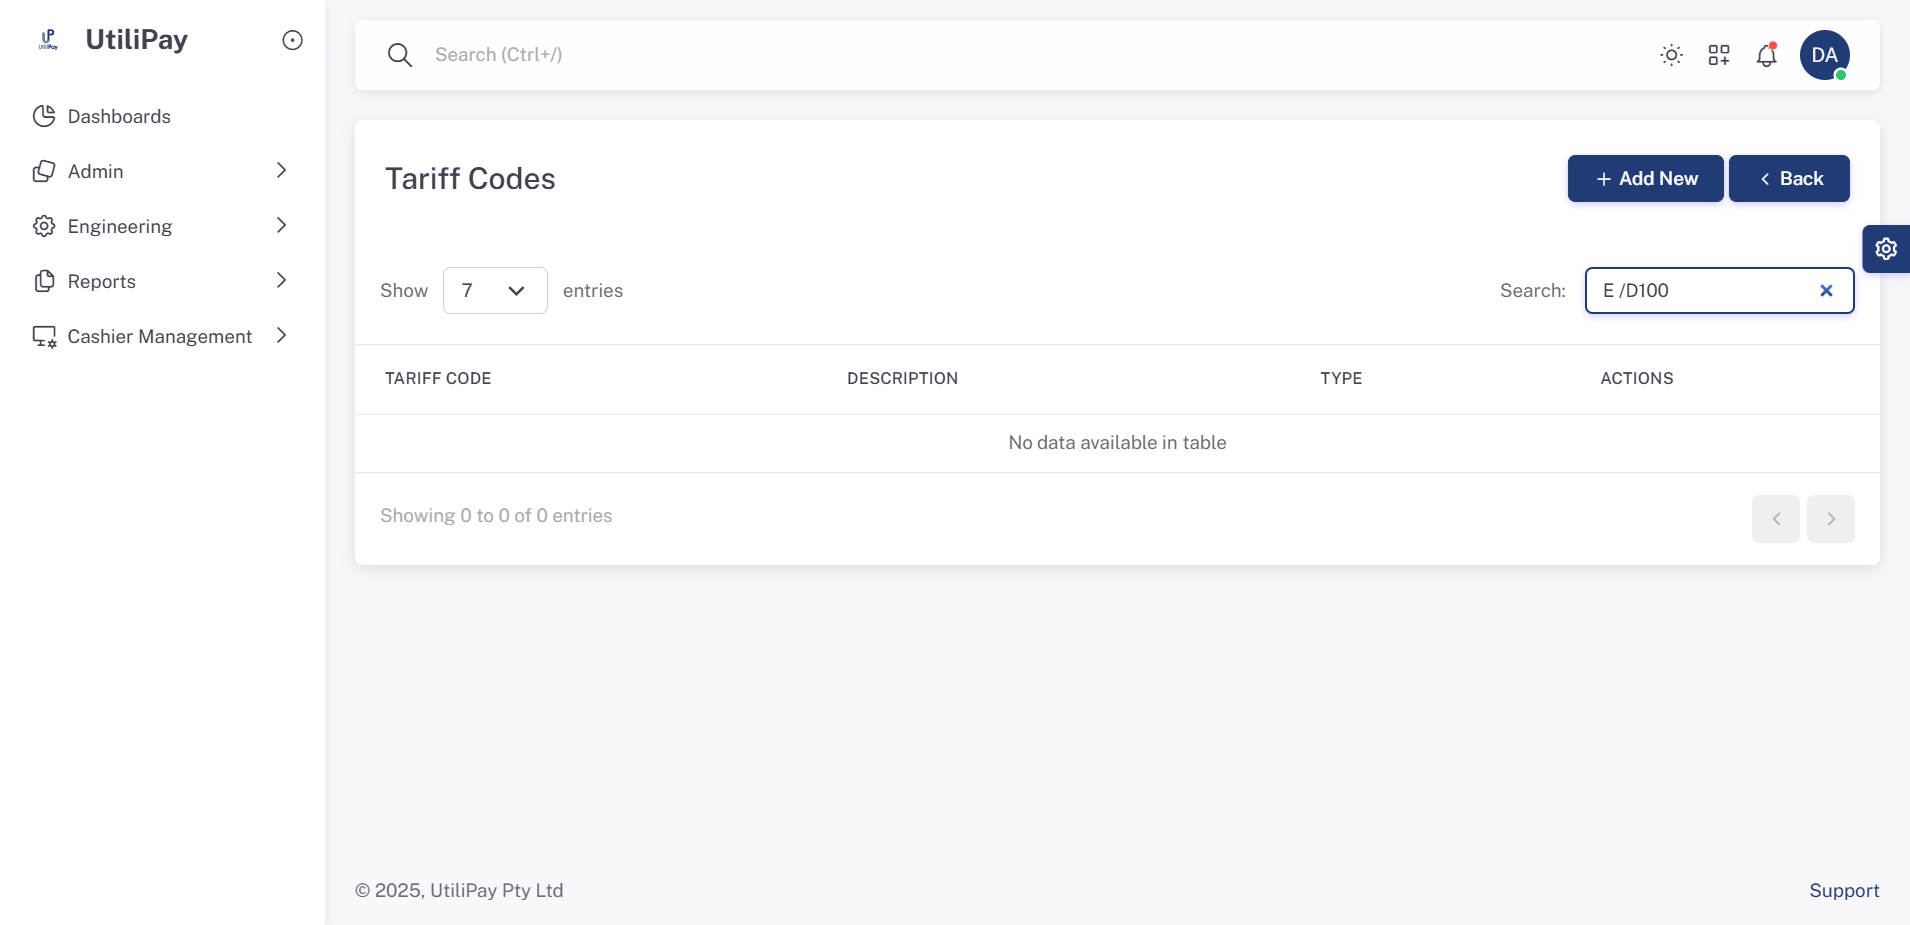 UP
UtiliPay
UtiliPay
Dashboards
Admin
Engineering
Reports
Cashier Management
Search (Ctrl+/)
DA
Tariff Codes
Add New
Back
Show 7 entries
Search: E /D100
TARIFF CODE DESCRIPTION TYPE ACTIONS
No data available in table
Showing 0 to 0 of 0 entries
© 2025, UtiliPay Pty Ltd
Support